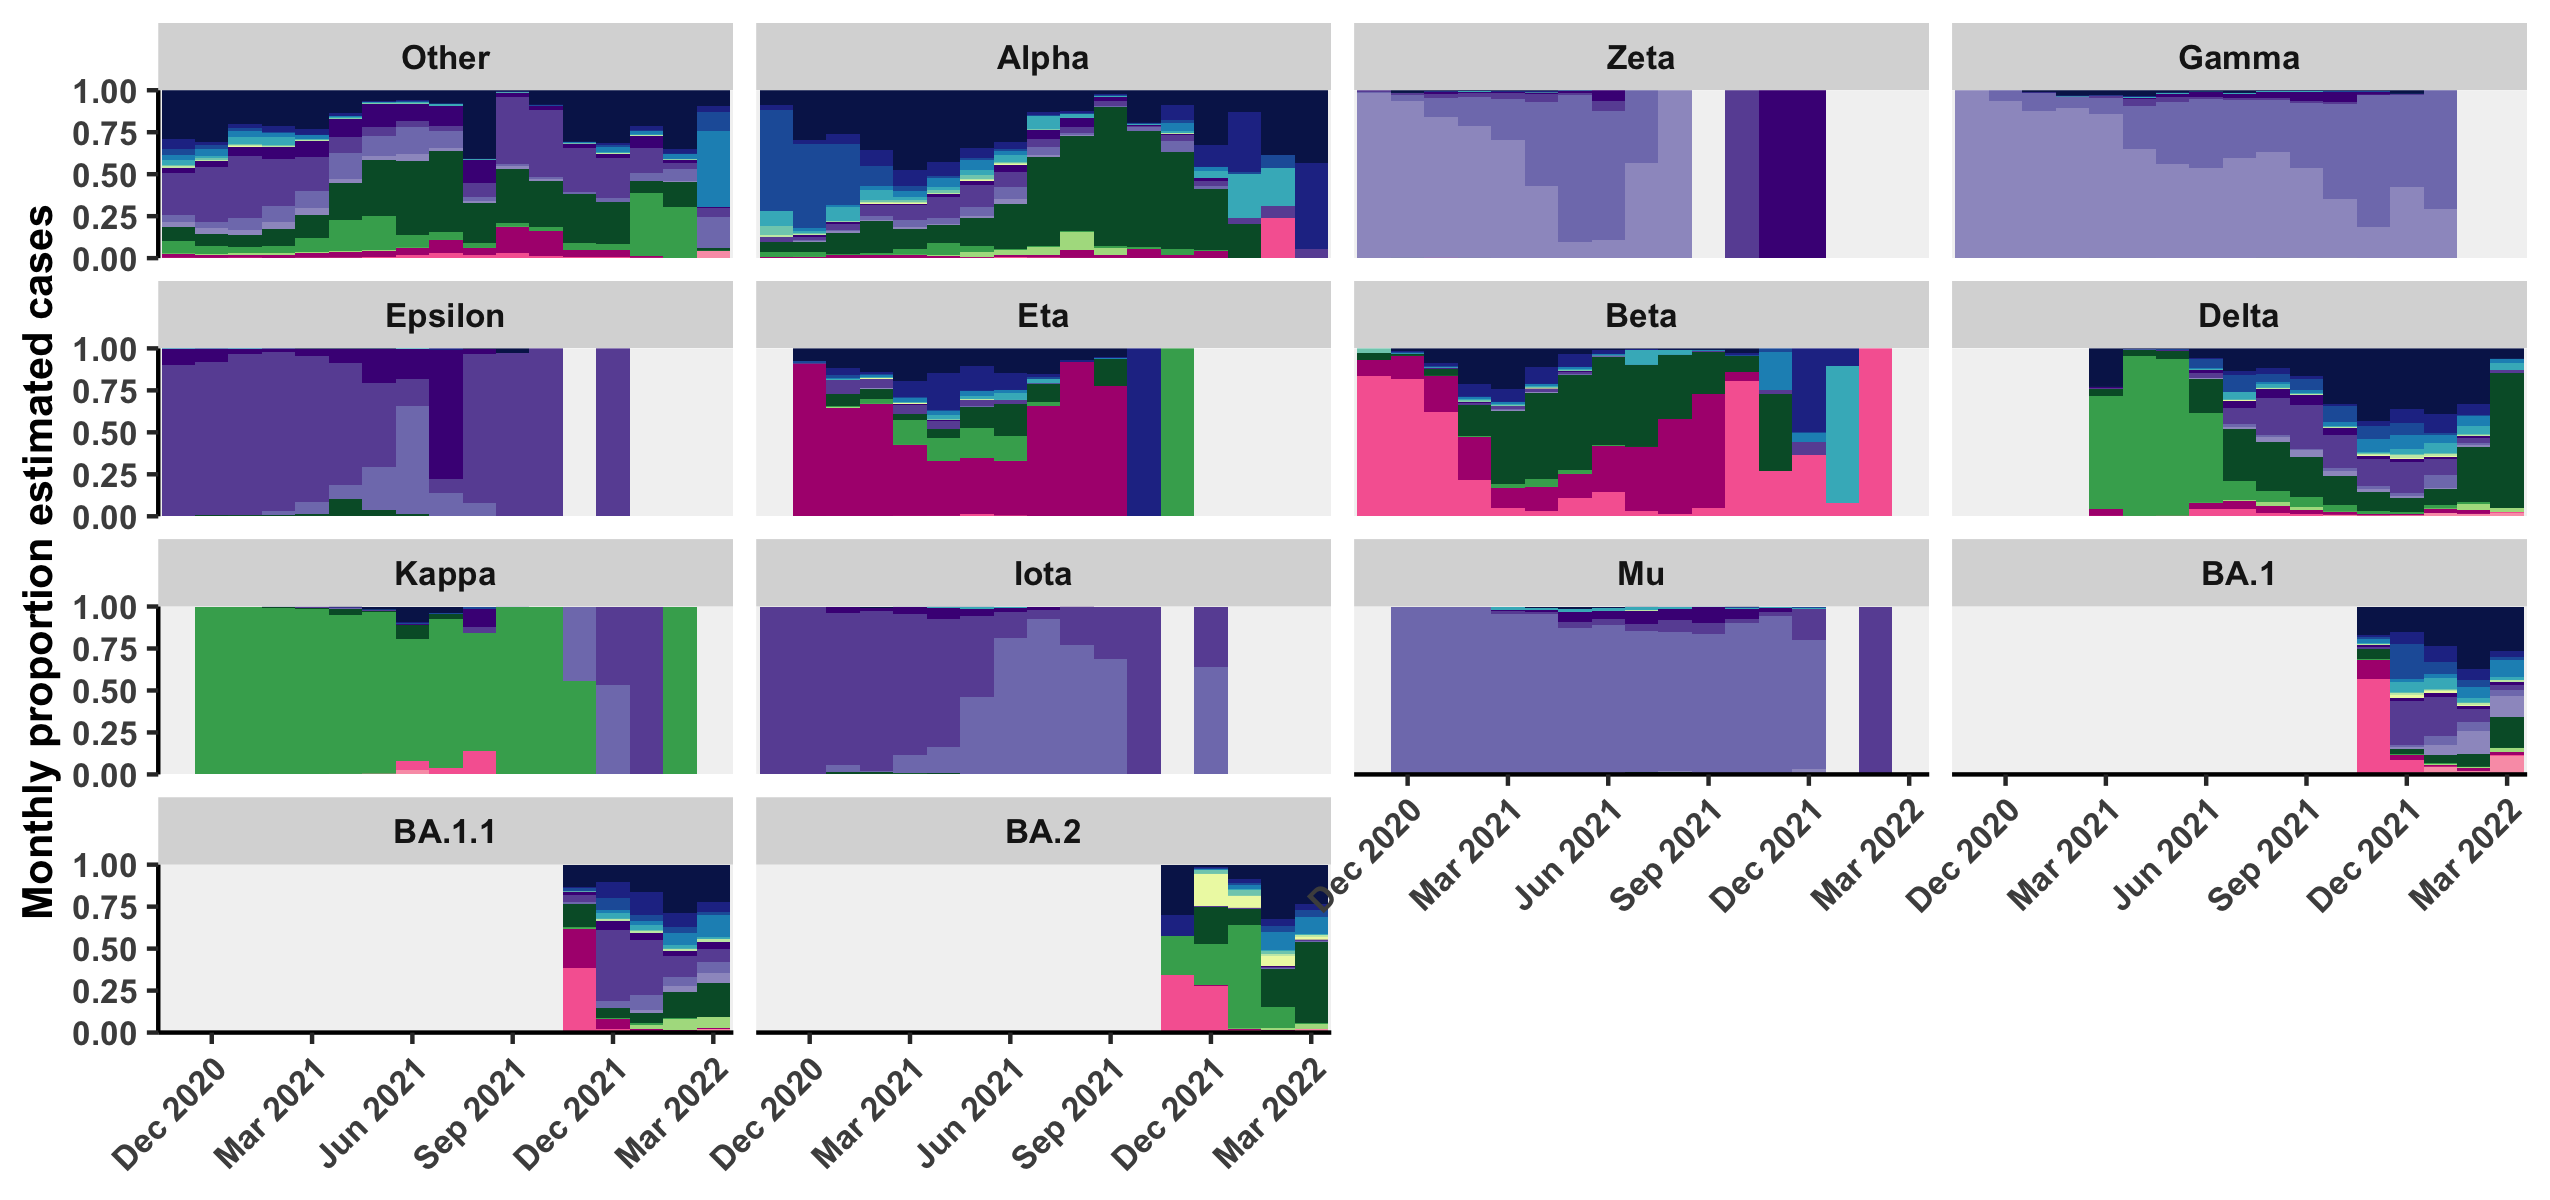 Monthly proportion estimated cases
Other
Alpha
Zeta
Gamma
1.00
0.75
0.50
0.25
0.00
Epsilon
Eta
Beta
Delta
1.00
0.75
0.50
0.25
0.00
Kappa
Iota
Mu
BA.1
1.00
0.75
0.50
0.25
0.00
Dec 2020
Mar 2021
Jun 2021
Sep 2021
Dec 2021
Mar 2022
Dec 2020
Mar 2021
Jun 2021
Sep 2021
Dec 2021
Mar 2022
BA.1.1
BA.2
1.00
0.75
0.50
0.25
0.00
Dec 2020
Mar 2021
Jun 2021
Sep 2021
Dec 2021
Mar 2022
Dec 2020
Mar 2021
Jun 2021
Sep 2021
Dec 2021
Mar 2022